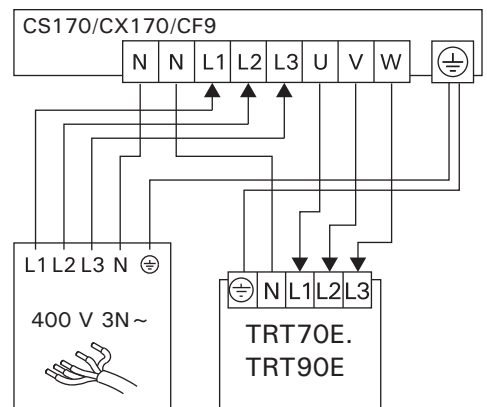 CS170/CX170/CF9
N N L1 L2 L3 U V W ⏚
L1 L2 L3 N ⏚
400 V 3N~
⏚ N L1 L2 L3
TRT70E.
TRT90E